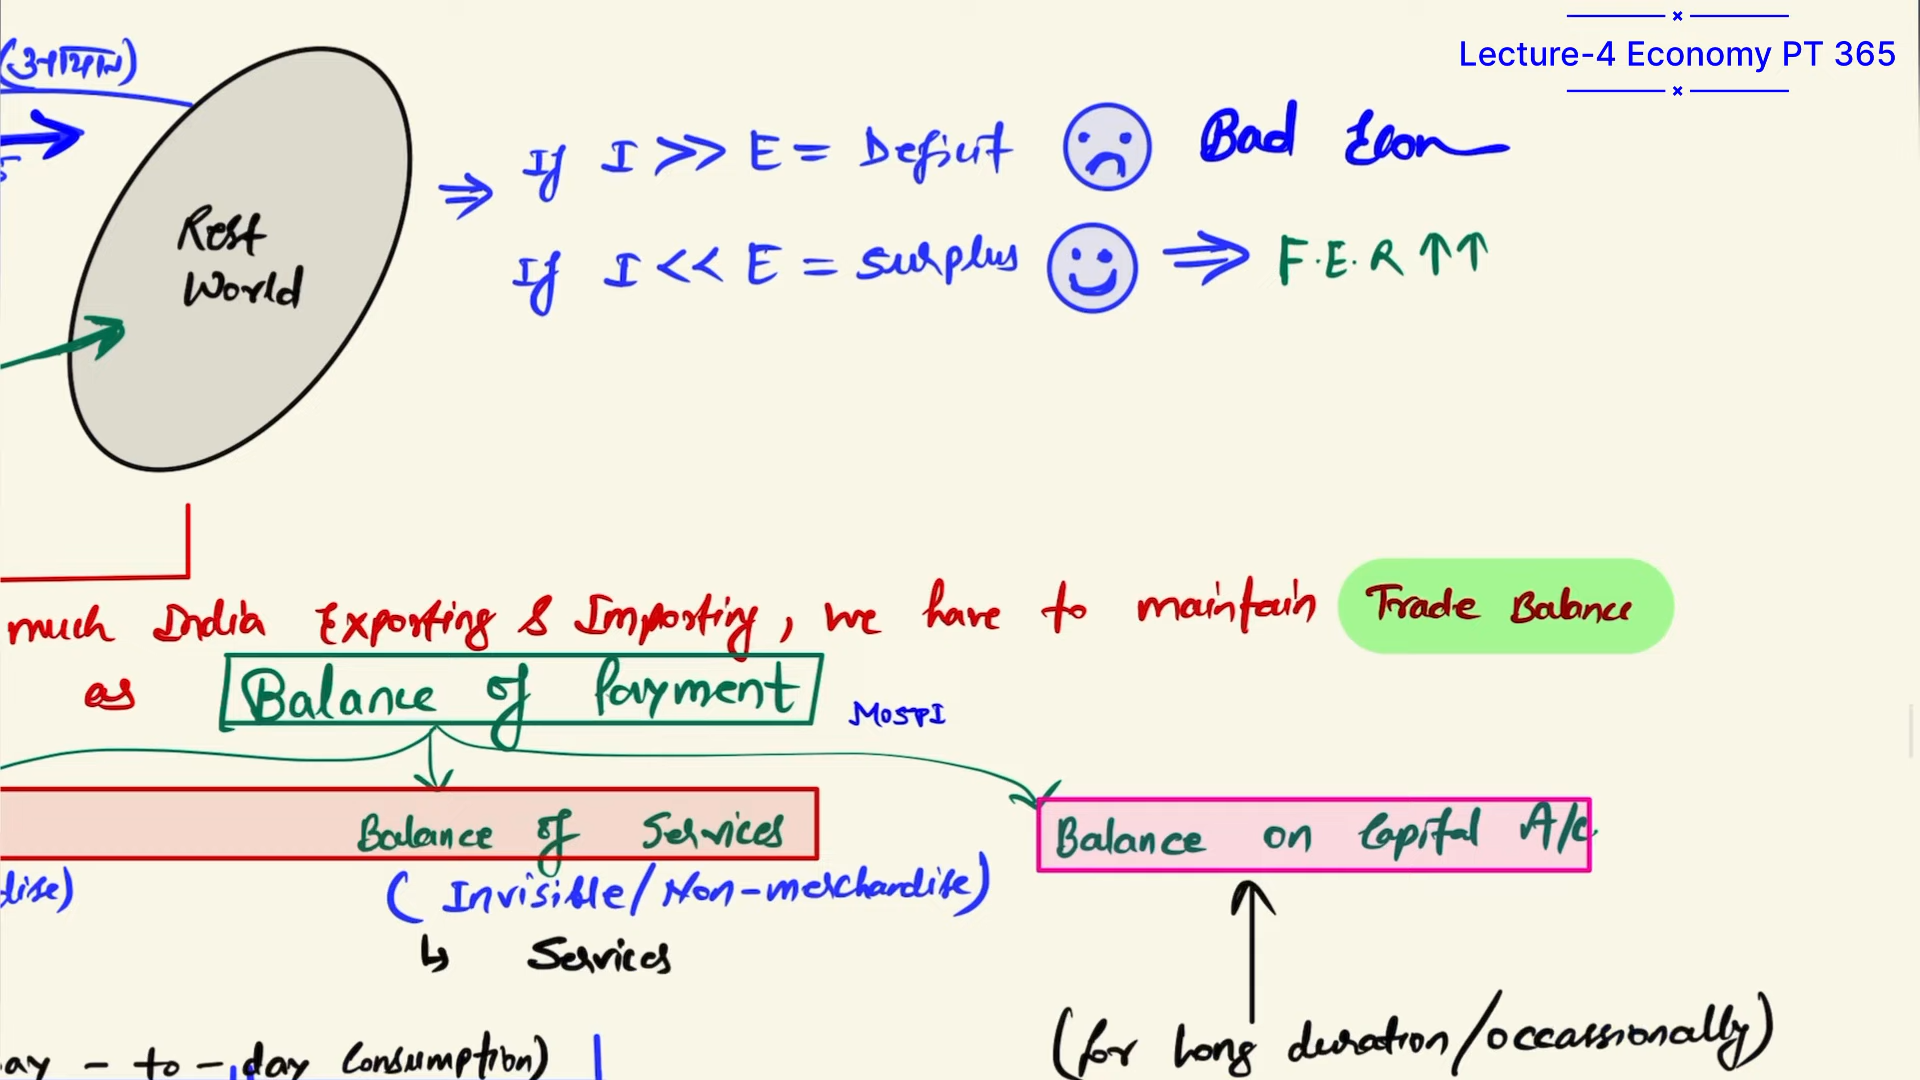 Lecture-4 Economy PT 365
If I >> E = Deficit Bad Econ
If I << E = Surplus ⇒ F.E.R ↑↑
Rest
World
much India Exporting & Importing, we have to maintain Trade Balance
as Balance of Payment MOSPI
Balance of Services Balance on Capital A/c
dise) (Invisible/Non-merchandise)
↳ Services
(for long duration/occassionally)
ay - to - day Consumption)